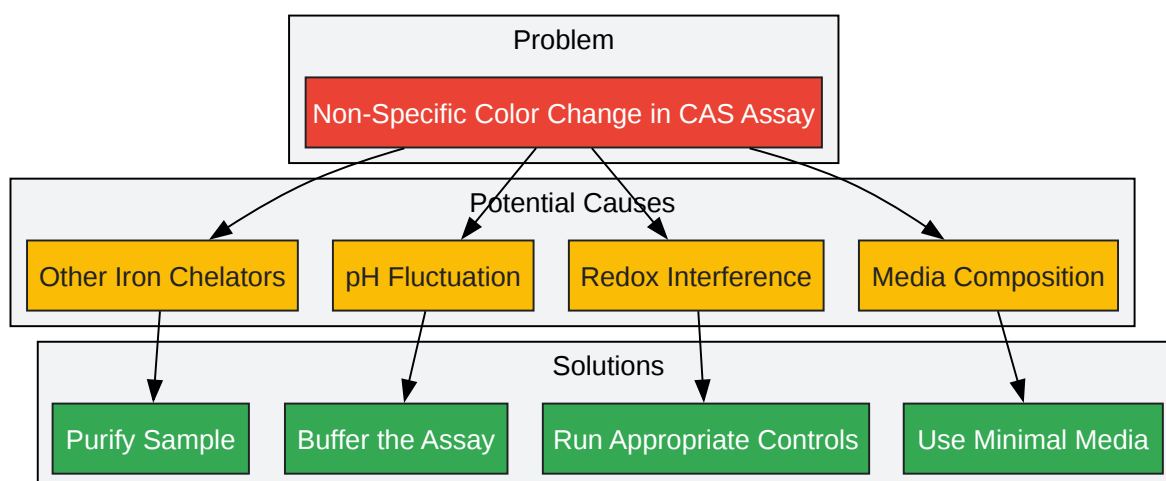 Problem
Non-Specific Color Change in CAS Assay
Potential Causes
Other Iron Chelators
pH Fluctuation
Redox Interference
Media Composition
Solutions
Purify Sample
Buffer the Assay
Run Appropriate Controls
Use Minimal Media